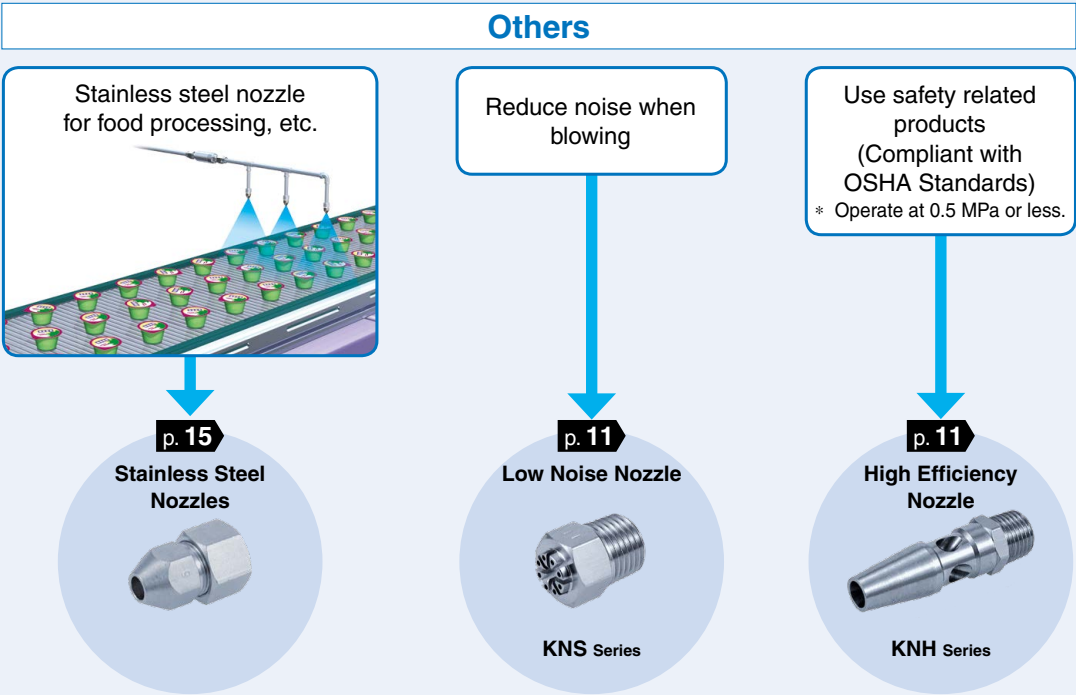 Others
Stainless steel nozzle
for food processing, etc.
Reduce noise when
blowing
Use safety related
products
(Compliant with
OSHA Standards)
* Operate at 0.5 MPa or less.
p. 15
Stainless Steel
Nozzles
p. 11
Low Noise Nozzle
KNS Series
p. 11
High Efficiency
Nozzle
KNH Series